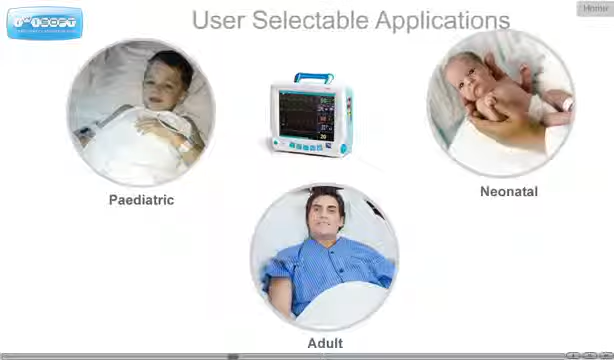 User Selectable Applications
Home
Paediatric
Neonatal
Adult